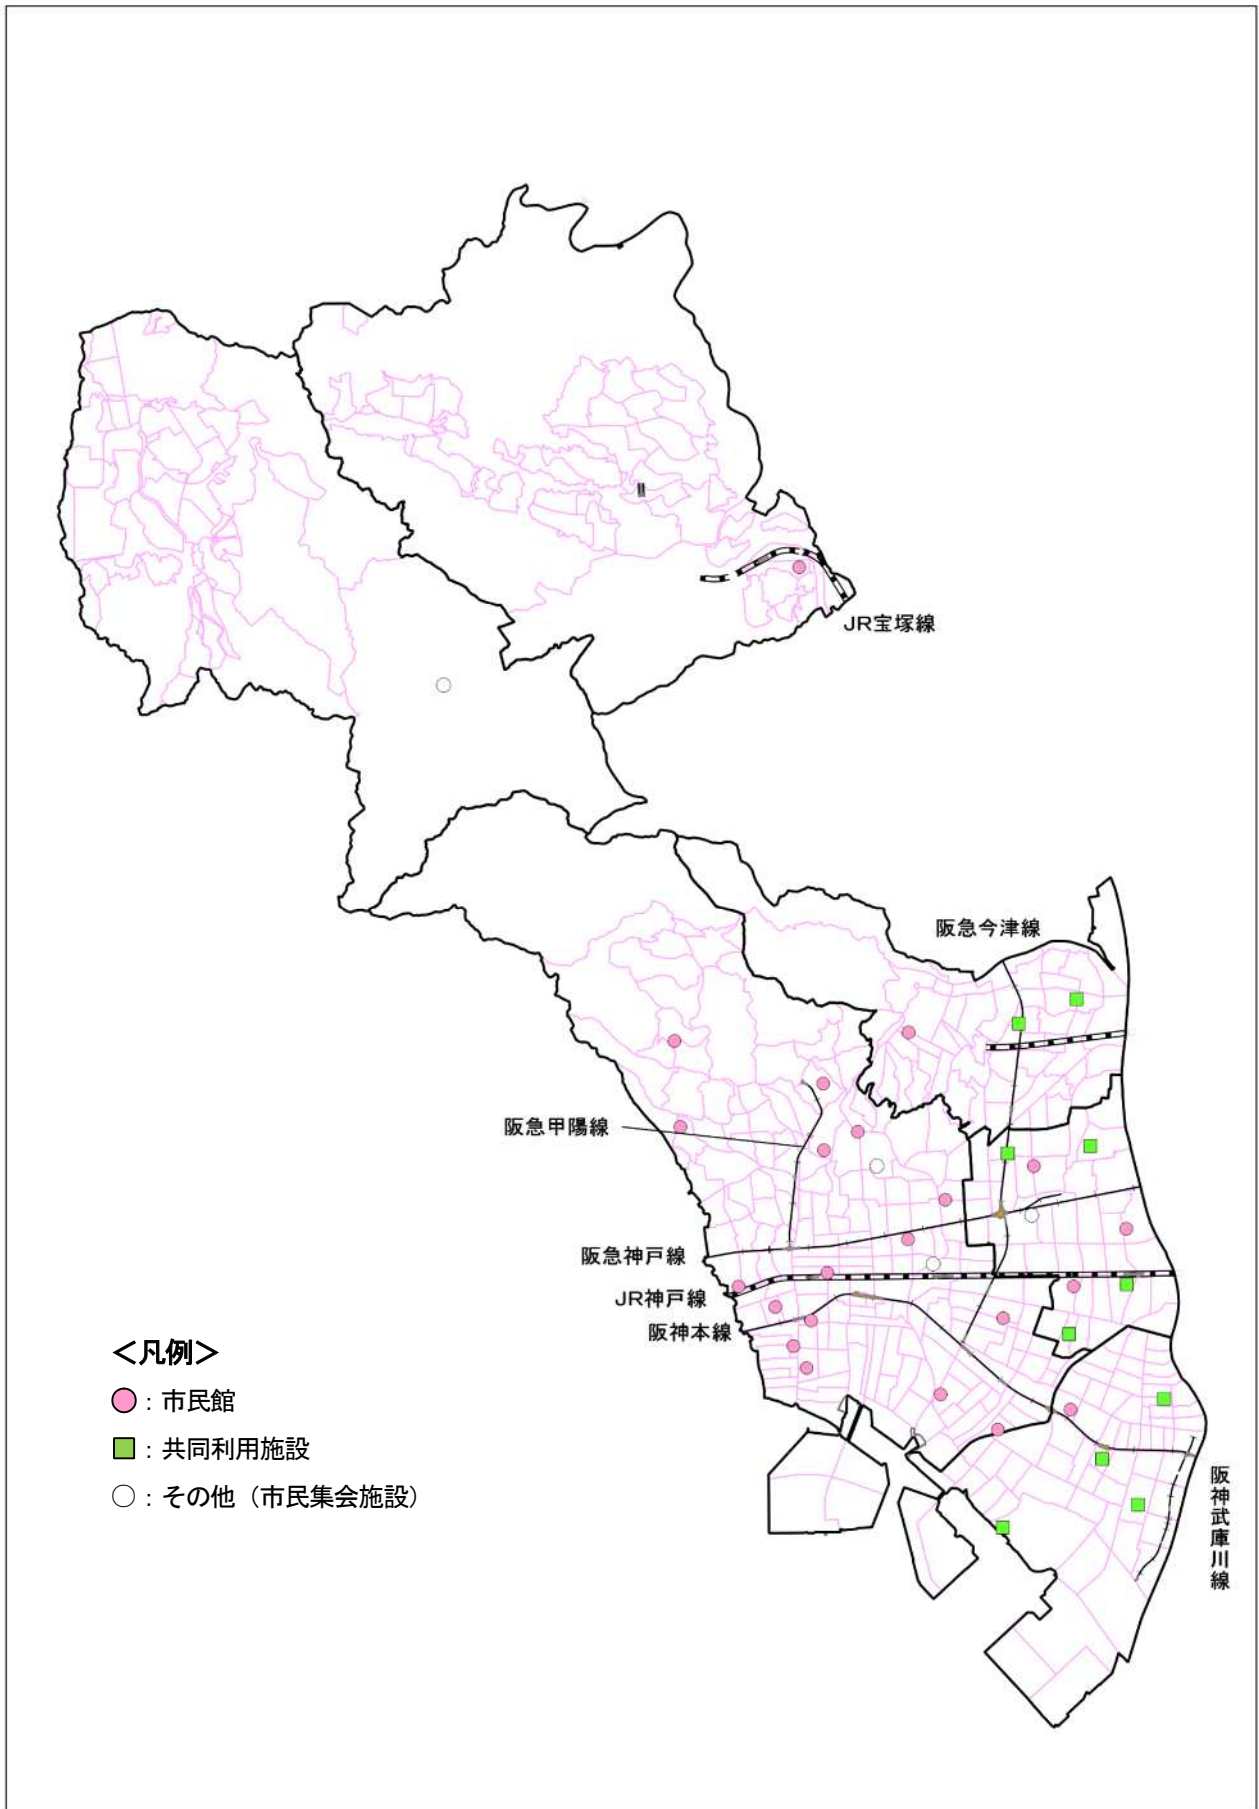 JR宝塚線
阪急今津線
阪急甲陽線
阪急神戸線
JR神戸線
阪神本線
＜凡例＞
：市民館
：共同利用施設
：その他（市民集会施設）
阪神武庫川線